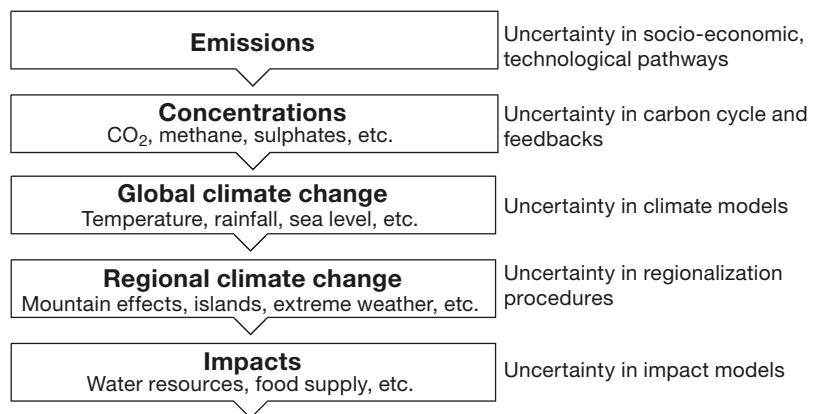 Emissions
Uncertainty in socio-economic,
technological pathways
Concentrations
CO₂, methane, sulphates, etc.
Uncertainty in carbon cycle and
feedbacks
Global climate change
Temperature, rainfall, sea level, etc.
Uncertainty in climate models
Regional climate change
Mountain effects, islands, extreme weather, etc.
Uncertainty in regionalization
procedures
Impacts
Water resources, food supply, etc.
Uncertainty in impact models